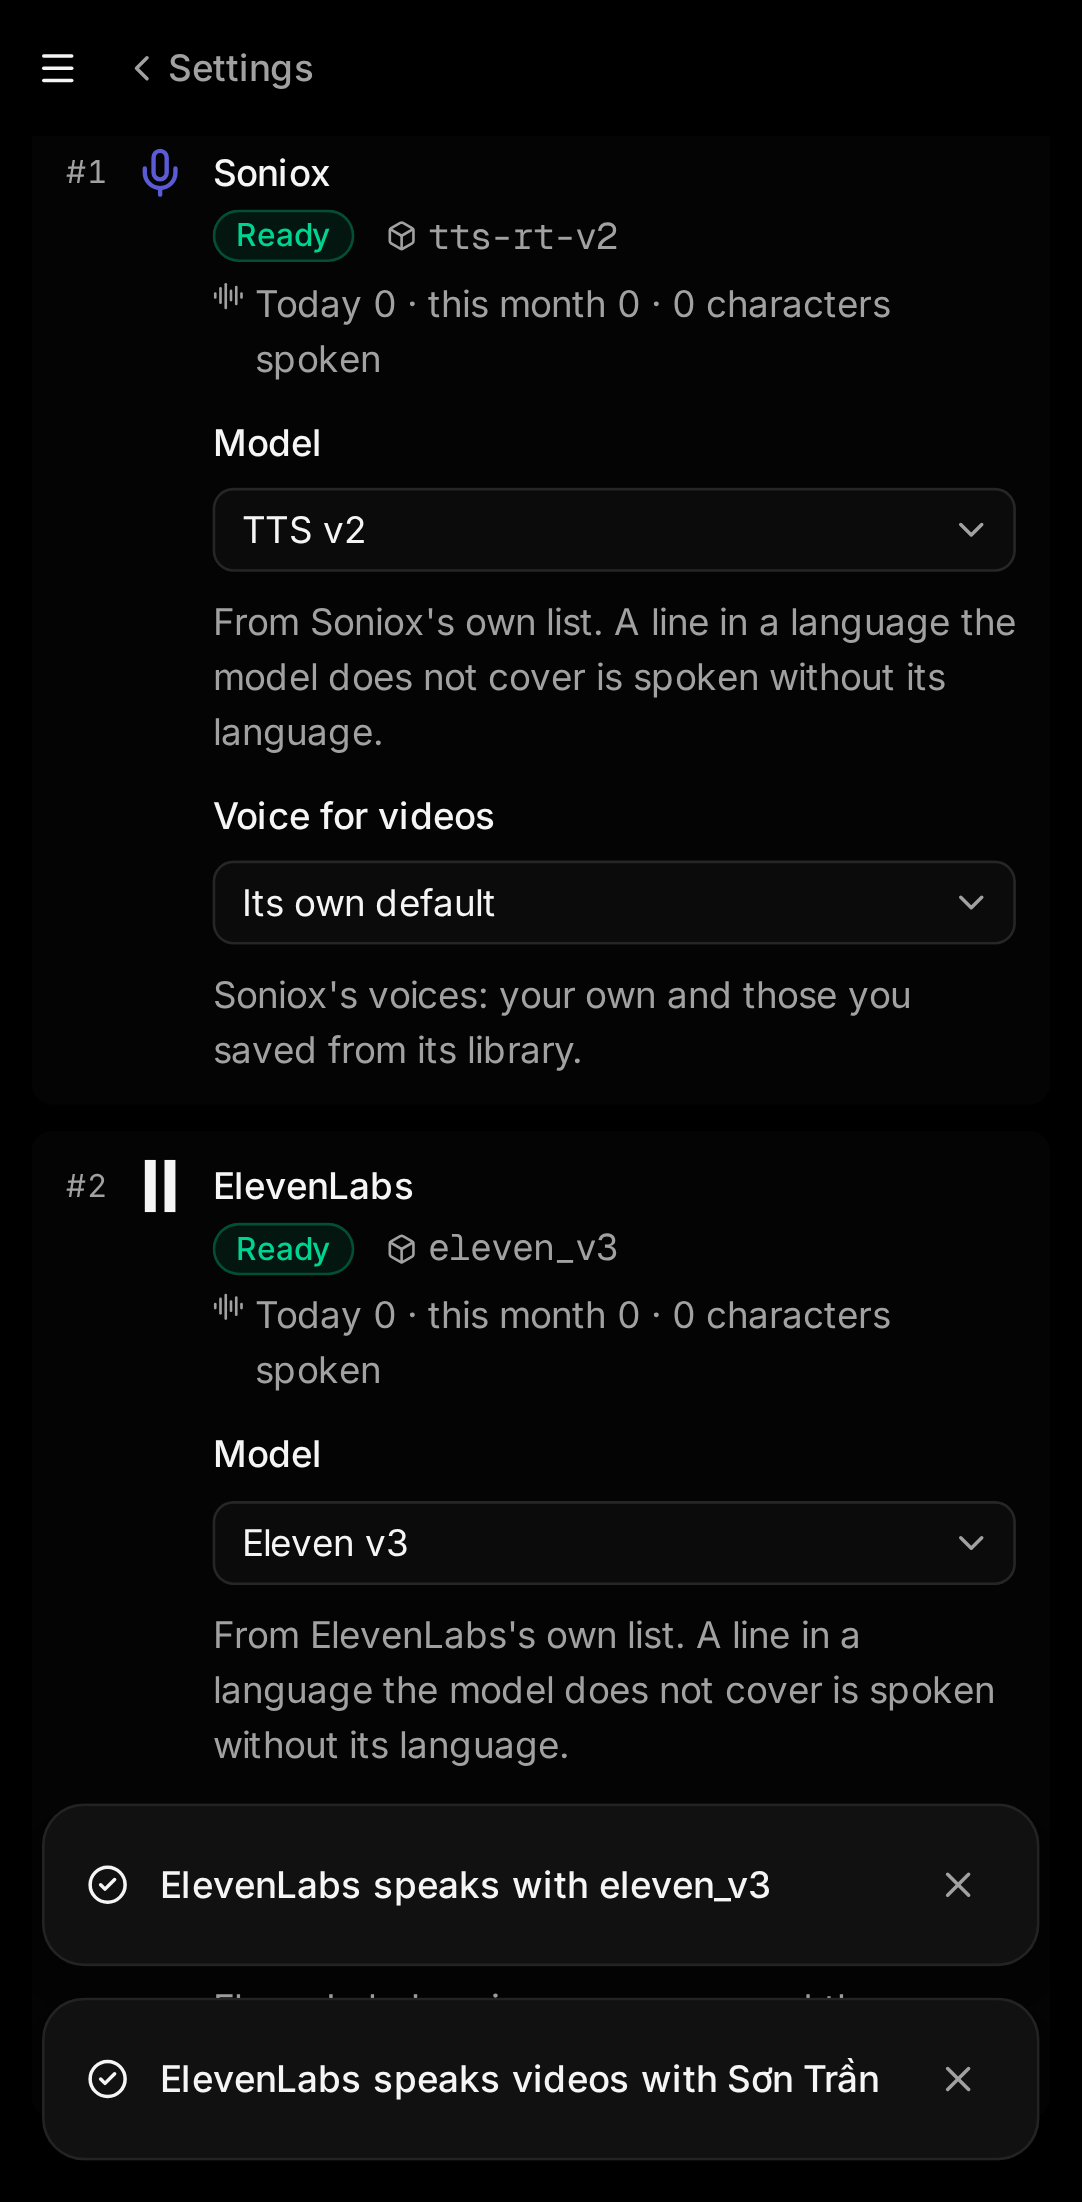 Settings
#1 Soniox
Ready tts-rt-v2
Today 0 · this month 0 · 0 characters
spoken
Model
TTS v2
From Soniox's own list. A line in a language the
model does not cover is spoken without its
language.
Voice for videos
Its own default
Soniox's voices: your own and those you
saved from its library.
#2 ElevenLabs
Ready eleven_v3
Today 0 · this month 0 · 0 characters
spoken
Model
Eleven v3
From ElevenLabs's own list. A line in a
language the model does not cover is spoken
without its language.
ElevenLabs speaks with eleven_v3
ElevenLabs speaks videos with Sơn Trần